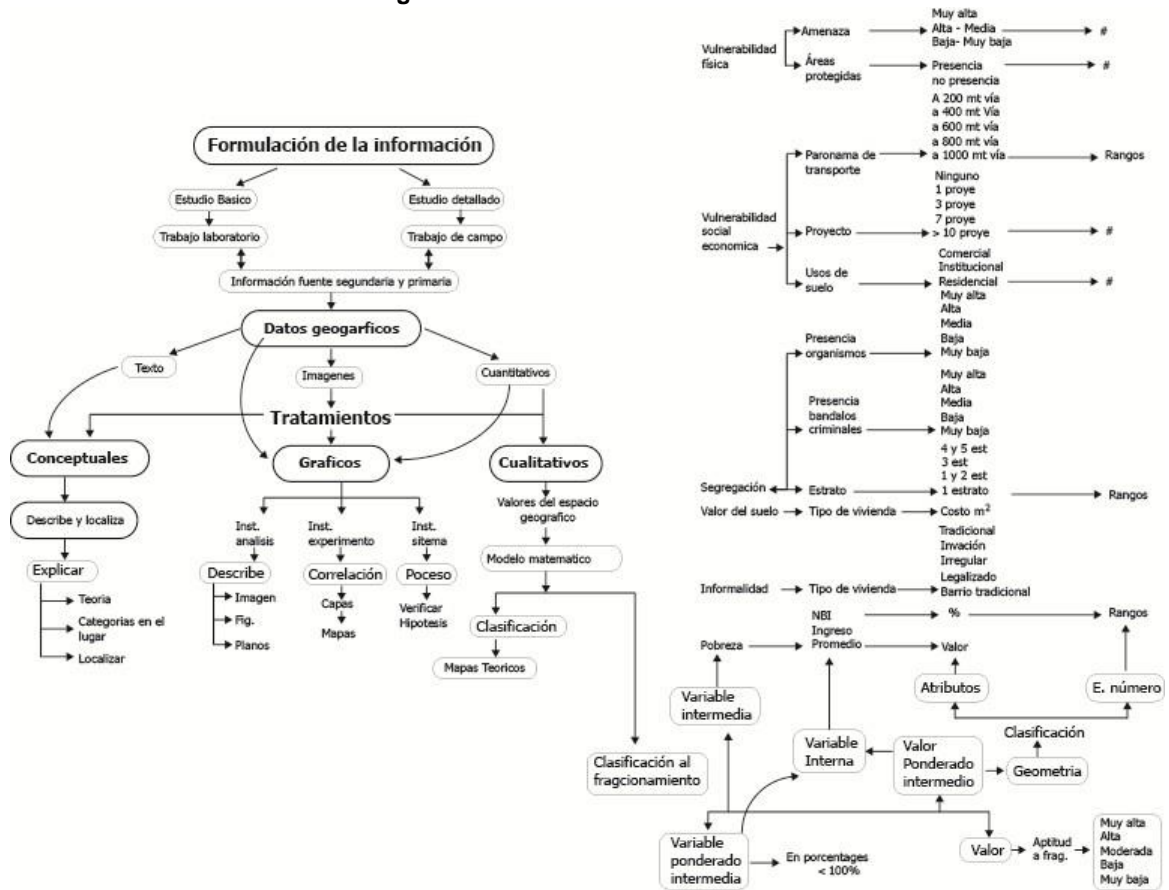 Formulación de la información
Estudio Basico
Estudio detallado
Trabajo laboratorio
Trabajo de campo
Información fuente segundaria y primaria
Datos geogarficos
Texto
Imagenes
Cuantitativos
Tratamientos
Conceptuales
Graficos
Cualitativos
Describe y localiza
Explicar
Teoria
Categorias en el
lugar
Localizar
Inst.
analisis
Describe
Imagen
Fig.
Planos
Inst.
experimento
Correlación
Capas
Mapas
Inst.
sitema
Poceso
Verificar
Hipotesis
Valores del espacio
geografico
Modelo matematico
Clasificación
Mapas Teoricos
Clasificación al
fragcionamiento
Vulnerabilidad
física
Amenaza
Muy alta
Alta - Media
Baja- Muy baja
#
Áreas
protegidas
Presencia
no presencia
#
Vulnerabilidad
social
economica
Paronama de
transporte
A 200 mt vía
a 400 mt Vía
a 600 mt vía
a 800 mt vía
a 1000 mt vía
Rangos
Proyecto
Ninguno
1 proye
3 proye
7 proye
> 10 proye
#
Usos de
suelo
Comercial
Institucional
Residencial
#
Segregación
Presencia
organismos
Muy alta
Alta
Media
Baja
Muy baja
Presencia
bandalos
criminales
Muy alta
Alta
Media
Baja
Muy baja
Estrato
4 y 5 est
3 est
1 y 2 est
1 estrato
Rangos
Valor del suelo
Tipo de vivienda
Costo m²
Informalidad
Tipo de vivienda
Tradicional
Invación
Irregular
Legalizado
Barrio tradicional
Pobreza
NBI
Ingreso
Promedio
%
Rangos
Valor
Variable
intermedia
Atributos
E. número
Variable
Interna
Valor
Ponderado
intermedio
Clasificación
Geometria
Variable
ponderado
intermedia
En porcentages
< 100%
Valor
Aptitud
a frag.
Muy alta
Alta
Moderada
Baja
Muy baja